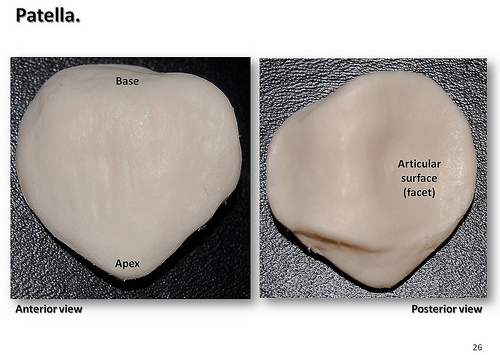 Patella.
Base
Apex
Articular
surface
(facet)
Anterior view
Posterior view
26